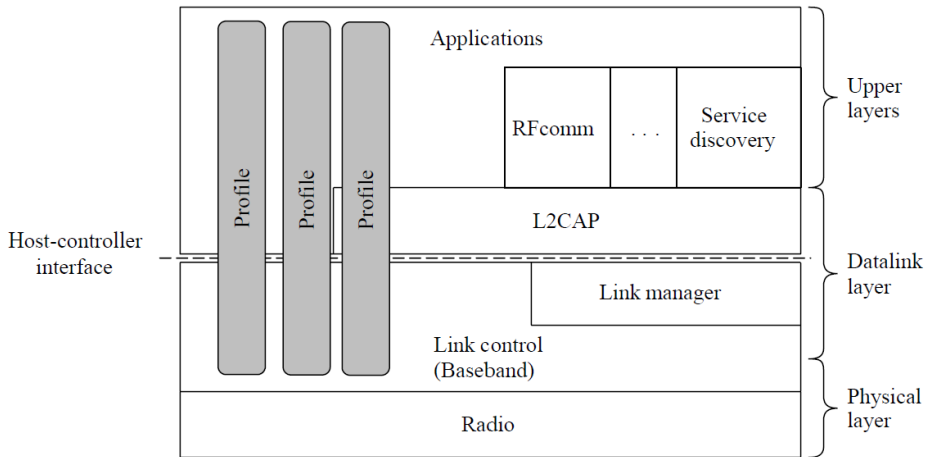 Applications
Upper
layers
RFcomm
. . .
Service
discovery
Profile
Profile
Profile
L2CAP
Host-controller
interface
Datalink
layer
Link manager
Link control
(Baseband)
Physical
layer
Radio